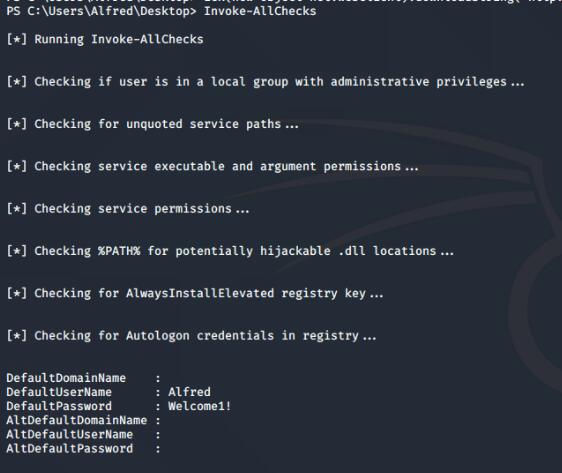 PS C:\Users\Alfred\Desktop> Invoke-AllChecks
[*] Running Invoke-AllChecks
[*] Checking if user is in a local group with administrative privileges...
[*] Checking for unquoted service paths...
[*] Checking service executable and argument permissions...
[*] Checking service permissions...
[*] Checking %PATH% for potentially hijackable .dll locations...
[*] Checking for AlwaysInstallElevated registry key...
[*] Checking for Autologon credentials in registry...
DefaultDomainName :
DefaultUserName : Alfred
DefaultPassword : Welcome1!
AltDefaultDomainName :
AltDefaultUserName :
AltDefaultPassword :